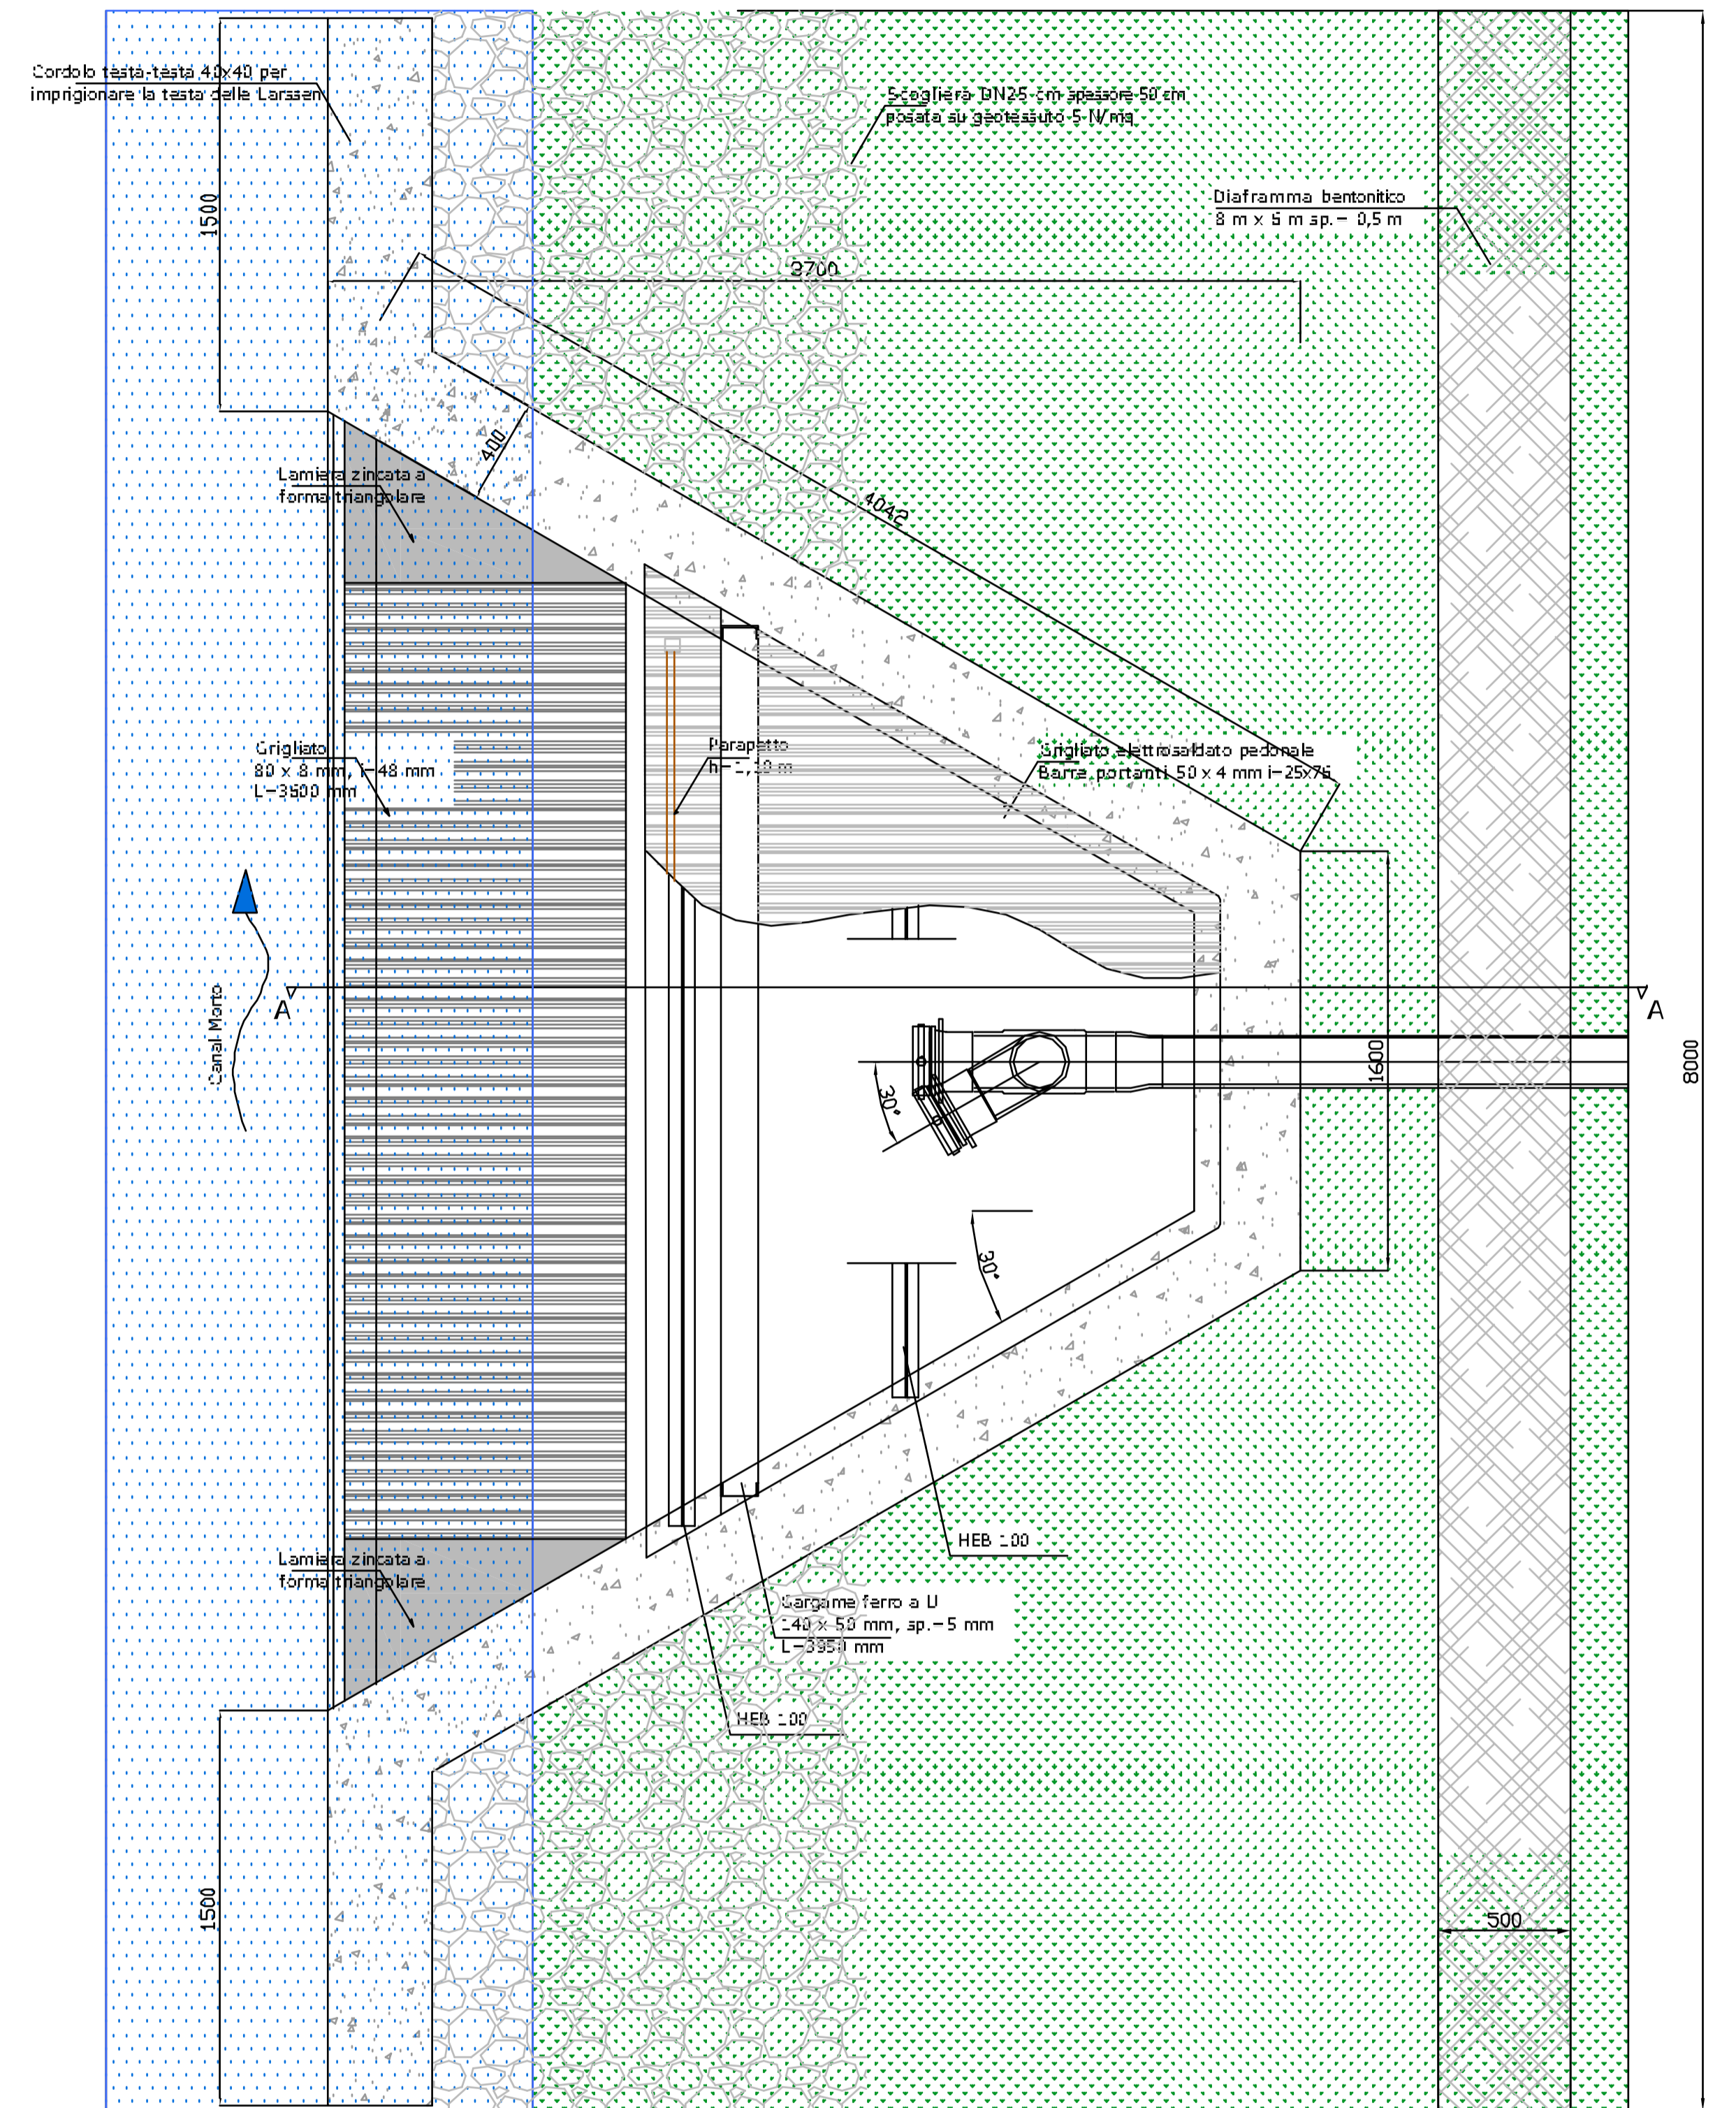 Cordolo testa-testa 40x40 per
imprigionare la testa delle Larssen
Scogliera DN25 cm spessore 50 cm
posata su geotessuto 5 N/mq
Diaframma bentonitico
8 m x 6 m sp.= 0,5 m
1500
3700
400
4042
Lamiera zincata a
forma triangolare
Grigliato
80 x 8 mm, i=48 mm
L=3600 mm
Parapetto
h=1,10 m
Grigliato elettrosaldato pedonale
Barre portanti 50 x 4 mm i=25x76
Canal Morto
A
A
30°
30°
1600
8000
HEB 100
Lamiera zincata a
forma triangolare
Gargame ferro a U
140 x 50 mm, sp.=5 mm
L=3950 mm
HEB 100
1500
500